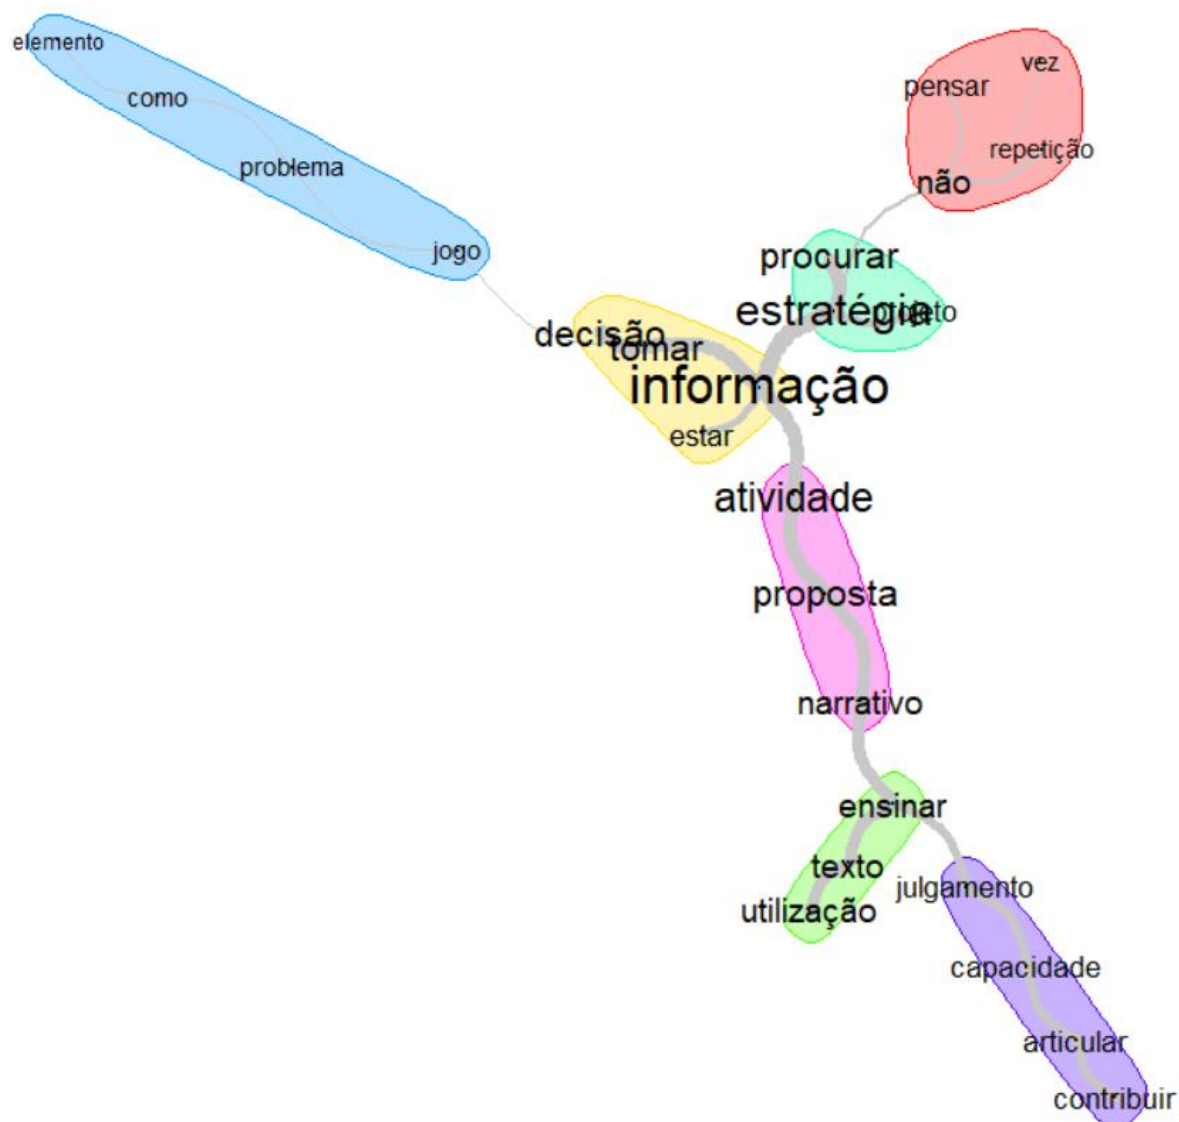 elemento
vez
pensar
como
repetição
problema
não
jogo
procurar
estratégia
projeto
decisão
tomar
informação
estar
atividade
proposta
narrativo
ensinar
texto
julgamento
utilização
capacidade
articular
contribuir